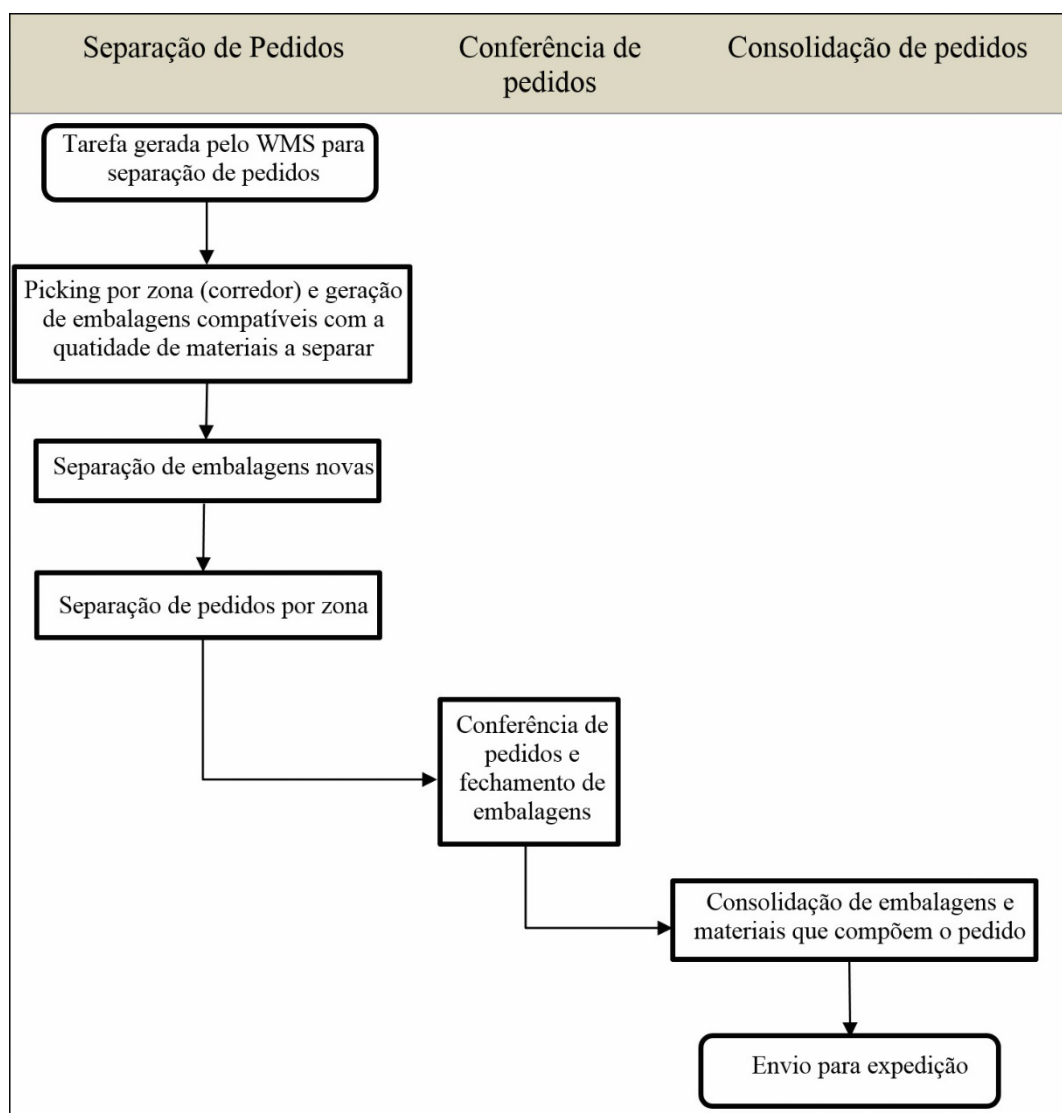 Separação de Pedidos
Conferência de
pedidos
Consolidação de pedidos
Tarefa gerada pelo WMS para
separação de pedidos
Picking por zona (corredor) e geração
de embalagens compatíveis com a
quatidade de materiais a separar
Separação de embalagens novas
Separação de pedidos por zona
Conferência de
pedidos e
fechamento de
embalagens
Consolidação de embalagens e
materiais que compõem o pedido
Envio para expedição